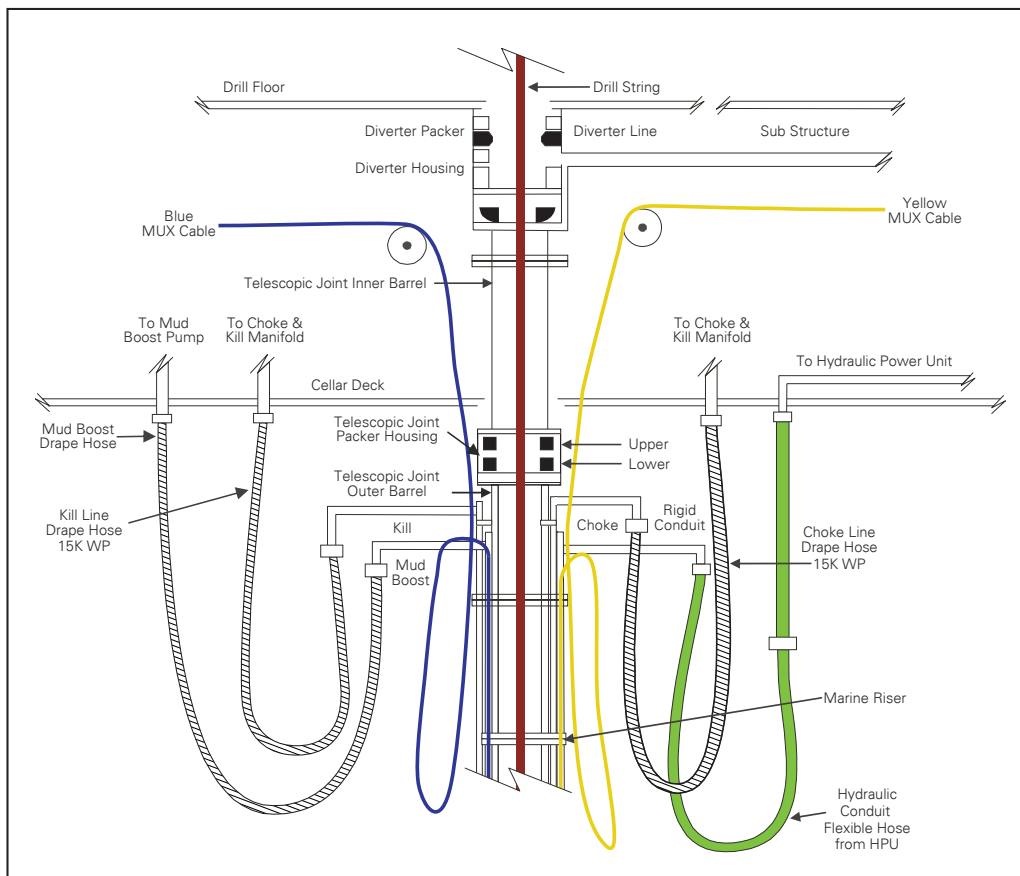 Drill Floor
Drill String
Diverter Packer
Diverter Line
Sub Structure
Diverter Housing
Blue
MUX Cable
Yellow
MUX Cable
Telescopic Joint Inner Barrel
To Mud
Boost Pump
To Choke &
Kill Manifold
To Choke &
Kill Manifold
To Hydraulic Power Unit
Cellar Deck
Mud Boost
Drape Hose
Telescopic Joint
Packer Housing
Upper
Lower
Telescopic Joint
Outer Barrel
Kill Line
Drape Hose
15K WP
Kill
Mud
Boost
Choke
Rigid
Conduit
Choke Line
Drape Hose
15K WP
Marine Riser
Hydraulic
Conduit
Flexible Hose
from HPU